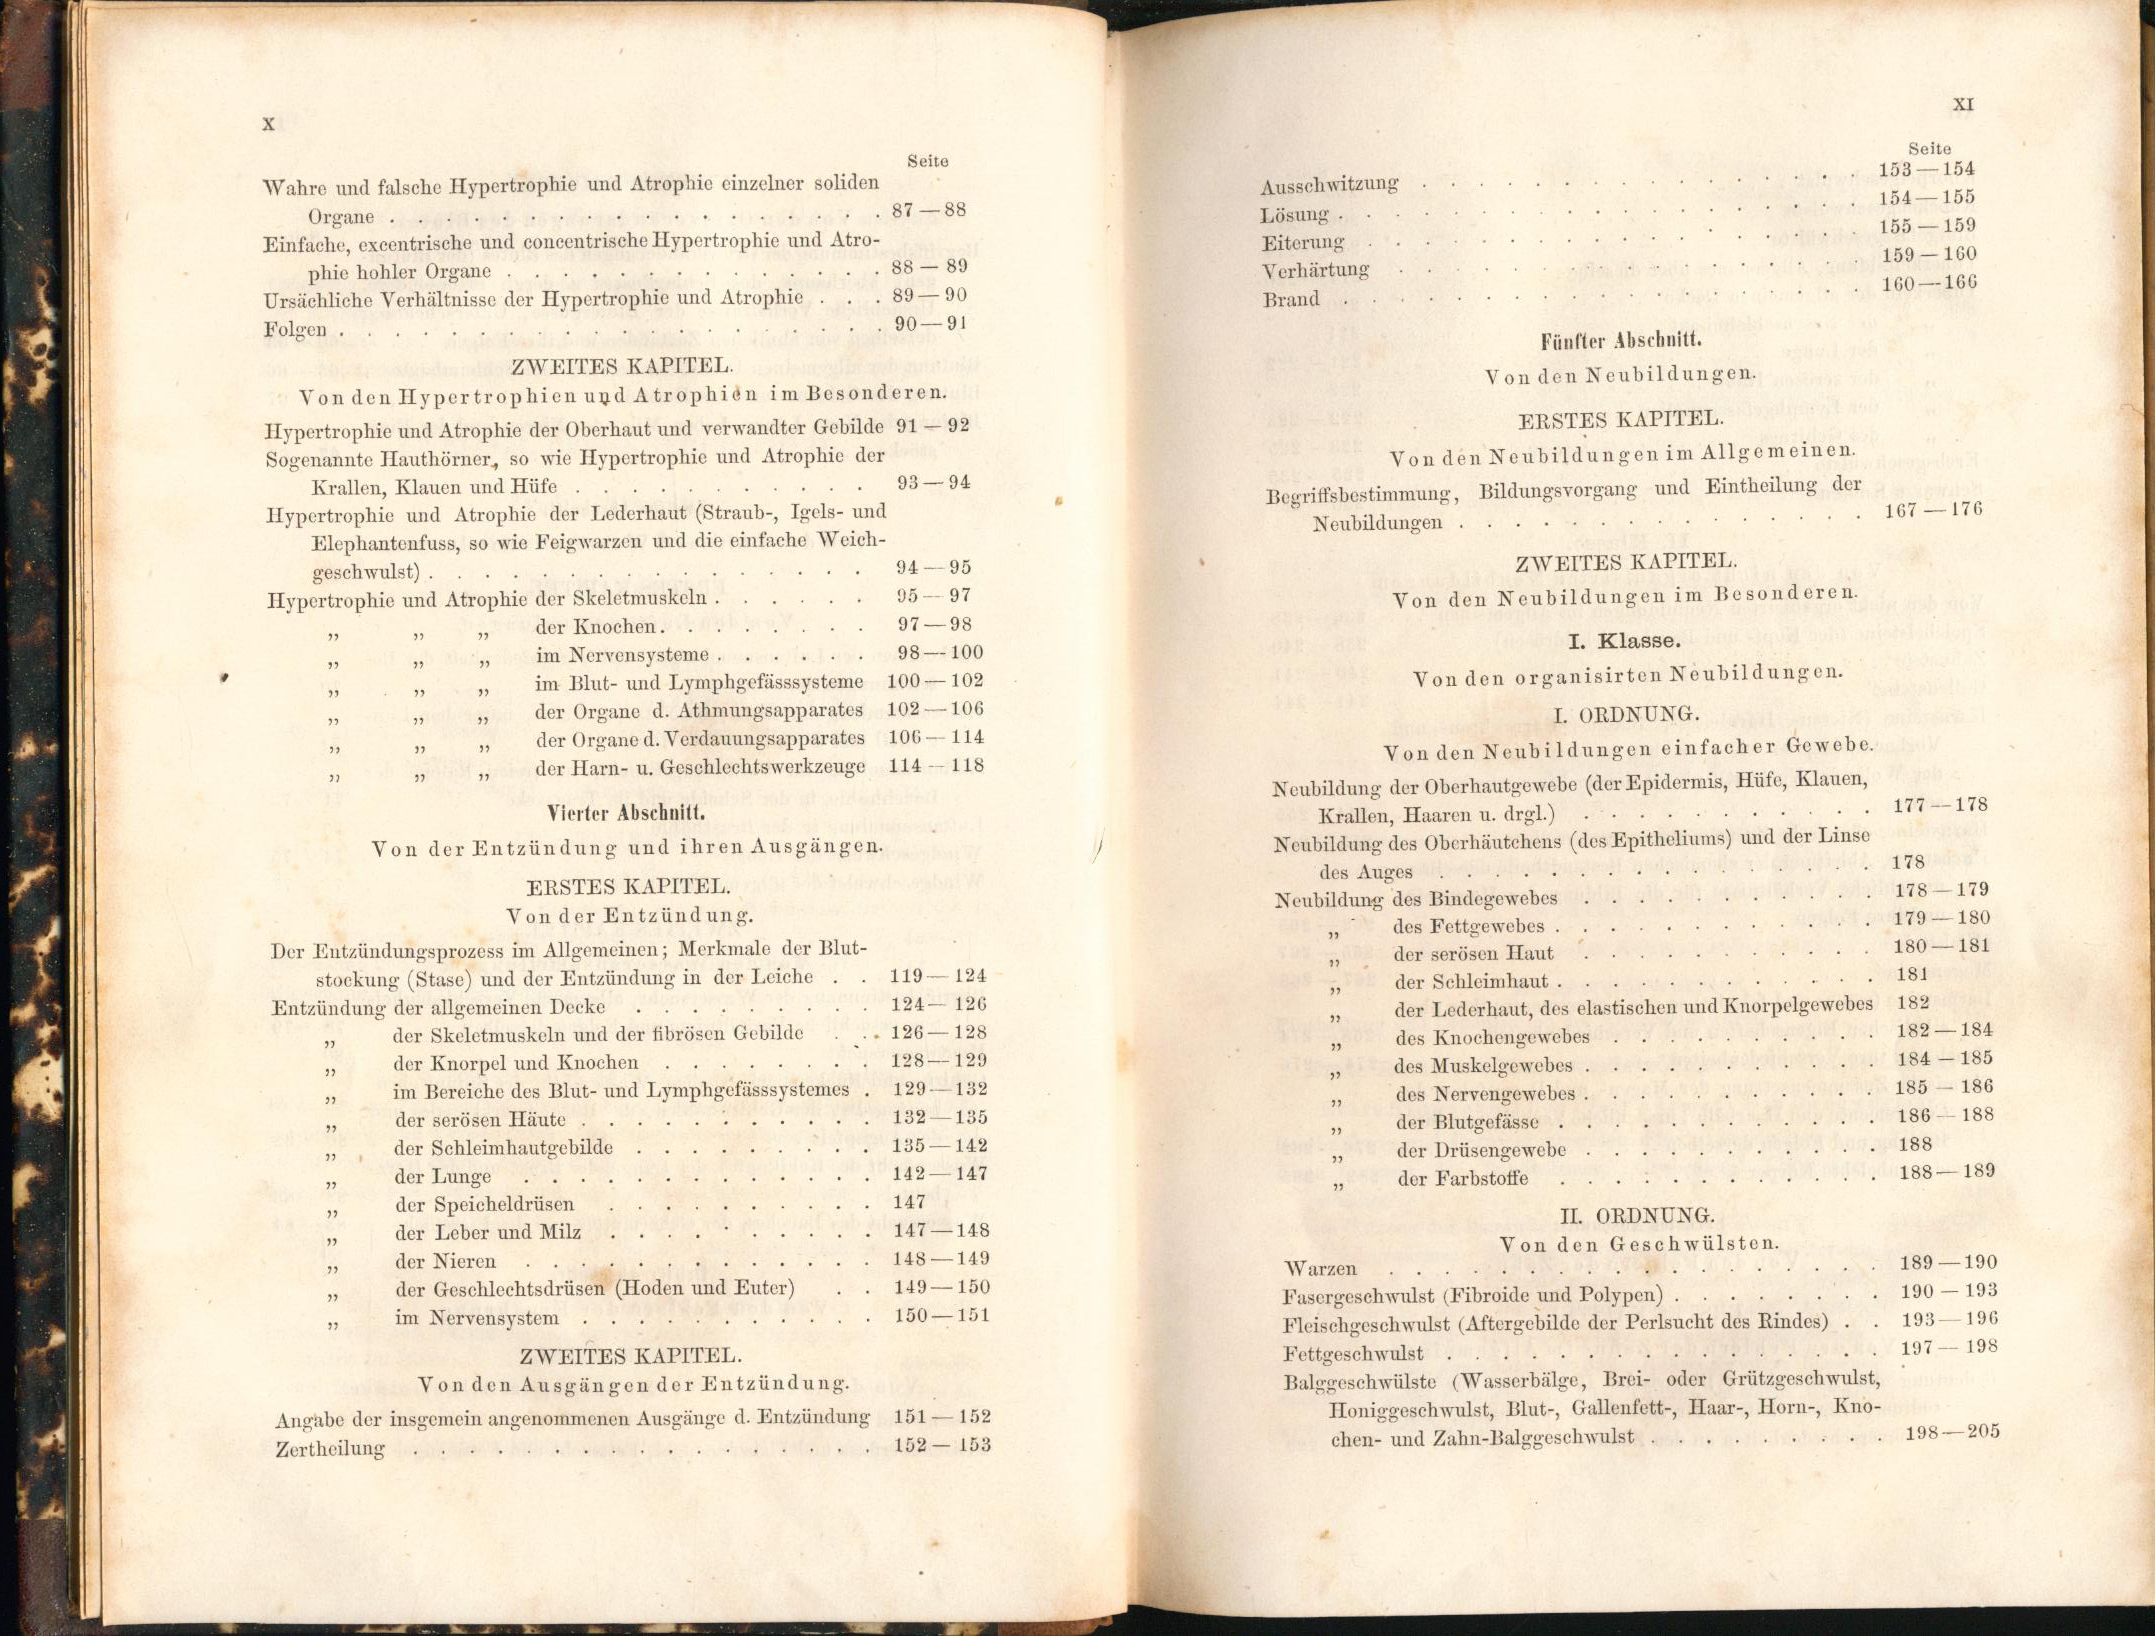 X
Seite
Wahre und falsche Hypertrophie und Atrophie einzelner soliden
Organe . . . . . . . . . . . . . . . . . . 87 — 88
Einfache, excentrische und concentrische Hypertrophie und Atro-
phie hohler Organe . . . . . . . . . . . . . . 88 — 89
Ursächliche Verhältnisse der Hypertrophie und Atrophie . . . 89 — 90
Folgen . . . . . . . . . . . . . . . . . . . . 90 — 91
ZWEITES KAPITEL.
Von den Hypertrophien und Atrophien im Besonderen.
Hypertrophie und Atrophie der Oberhaut und verwandter Gebilde 91 — 92
Sogenannte Hauthörner, so wie Hypertrophie und Atrophie der
Krallen, Klauen und Hüfe . . . . . . . . . . . 93 — 94
Hypertrophie und Atrophie der Lederhaut (Straub-, Igels- und
Elephantenfuss, so wie Feigwarzen und die einfache Weich-
geschwulst) . . . . . . . . . . . . . . . . 94 — 95
Hypertrophie und Atrophie der Skeletmuskeln . . . . . . 95 — 97
„ „ „ der Knochen . . . . . . . . 97 — 98
„ „ „ im Nervensysteme . . . . . . 98 — 100
„ „ „ im Blut- und Lymphgefässsysteme 100 — 102
„ „ „ der Organe d. Athmungsapparates 102 — 106
„ „ „ der Organe d. Verdauungsapparates 106 — 114
„ „ „ der Harn- u. Geschlechtswerkzeuge 114 — 118
Vierter Abschnitt.
Von der Entzündung und ihren Ausgängen.
ERSTES KAPITEL.
Von der Entzündung.
Der Entzündungsprozess im Allgemeinen; Merkmale der Blut-
stockung (Stase) und der Entzündung in der Leiche . . 119 — 124
Entzündung der allgemeinen Decke . . . . . . . . . 124 — 126
„ der Skeletmuskeln und der fibrösen Gebilde . . . 126 — 128
„ der Knorpel und Knochen . . . . . . . . 128 — 129
„ im Bereiche des Blut- und Lymphgefässsystemes . 129 — 132
„ der serösen Häute . . . . . . . . . . . 132 — 135
„ der Schleimhautgebilde . . . . . . . . . 135 — 142
„ der Lunge . . . . . . . . . . . . . 142 — 147
„ der Speicheldrüsen . . . . . . . . . . 147
„ der Leber und Milz . . . . . . . . . . 147 — 148
„ der Nieren . . . . . . . . . . . . . 148 — 149
„ der Geschlechtsdrüsen (Hoden und Euter) . . 149 — 150
„ im Nervensystem . . . . . . . . . . . 150 — 151
ZWEITES KAPITEL.
Von den Ausgängen der Entzündung.
Angabe der insgemein angenommenen Ausgänge d. Entzündung 151 — 152
Zertheilung . . . . . . . . . . . . . . . . . 152 — 153
XI
Seite
Ausschwitzung . . . . . . . . . . . . . . . . 153 — 154
Lösung . . . . . . . . . . . . . . . . . . . 154 — 155
Eiterung . . . . . . . . . . . . . . . . . . 155 — 159
Verhärtung . . . . . . . . . . . . . . . . . 159 — 160
Brand . . . . . . . . . . . . . . . . . . . 160 — 166
Fünfter Abschnitt.
Von den Neubildungen.
ERSTES KAPITEL.
Von den Neubildungen im Allgemeinen.
Begriffsbestimmung, Bildungsvorgang und Eintheilung der
Neubildungen . . . . . . . . . . . . . . . 167 — 176
ZWEITES KAPITEL.
Von den Neubildungen im Besonderen.
I. Klasse.
Von den organisirten Neubildungen.
I. ORDNUNG.
Von den Neubildungen einfacher Gewebe.
Neubildung der Oberhautgewebe (der Epidermis, Hüfe, Klauen,
Krallen, Haaren u. drgl.) . . . . . . . . . . . 177 — 178
Neubildung des Oberhäutchens (des Epitheliums) und der Linse
des Auges . . . . . . . . . . . . . . . . 178
Neubildung des Bindegewebes . . . . . . . . . . . 178 — 179
„ des Fettgewebes . . . . . . . . . . . . 179 — 180
„ der serösen Haut . . . . . . . . . . . 180 — 181
„ der Schleimhaut . . . . . . . . . . . . 181
„ der Lederhaut, des elastischen und Knorpelgewebes 182
„ des Knochengewebes . . . . . . . . . . 182 — 184
„ des Muskelgewebes . . . . . . . . . . . 184 — 185
„ des Nervengewebes . . . . . . . . . . . 185 — 186
„ der Blutgefässe . . . . . . . . . . . . 186 — 188
„ der Drüsengewebe . . . . . . . . . . . 188
„ der Farbstoffe . . . . . . . . . . . . 188 — 189
II. ORDNUNG.
Von den Geschwülsten.
Warzen . . . . . . . . . . . . . . . . . . 189 — 190
Fasergeschwulst (Fibroide und Polypen) . . . . . . . . 190 — 193
Fleischgeschwulst (Aftergebilde der Perlsucht des Rindes) . . 193 — 196
Fettgeschwulst . . . . . . . . . . . . . . . . 197 — 198
Balggeschwülste (Wasserbälge, Brei- oder Grützgeschwulst,
Honiggeschwulst, Blut-, Gallenfett-, Haar-, Horn-, Kno-
chen- und Zahn-Balggeschwulst . . . . . . . . . 198 — 205